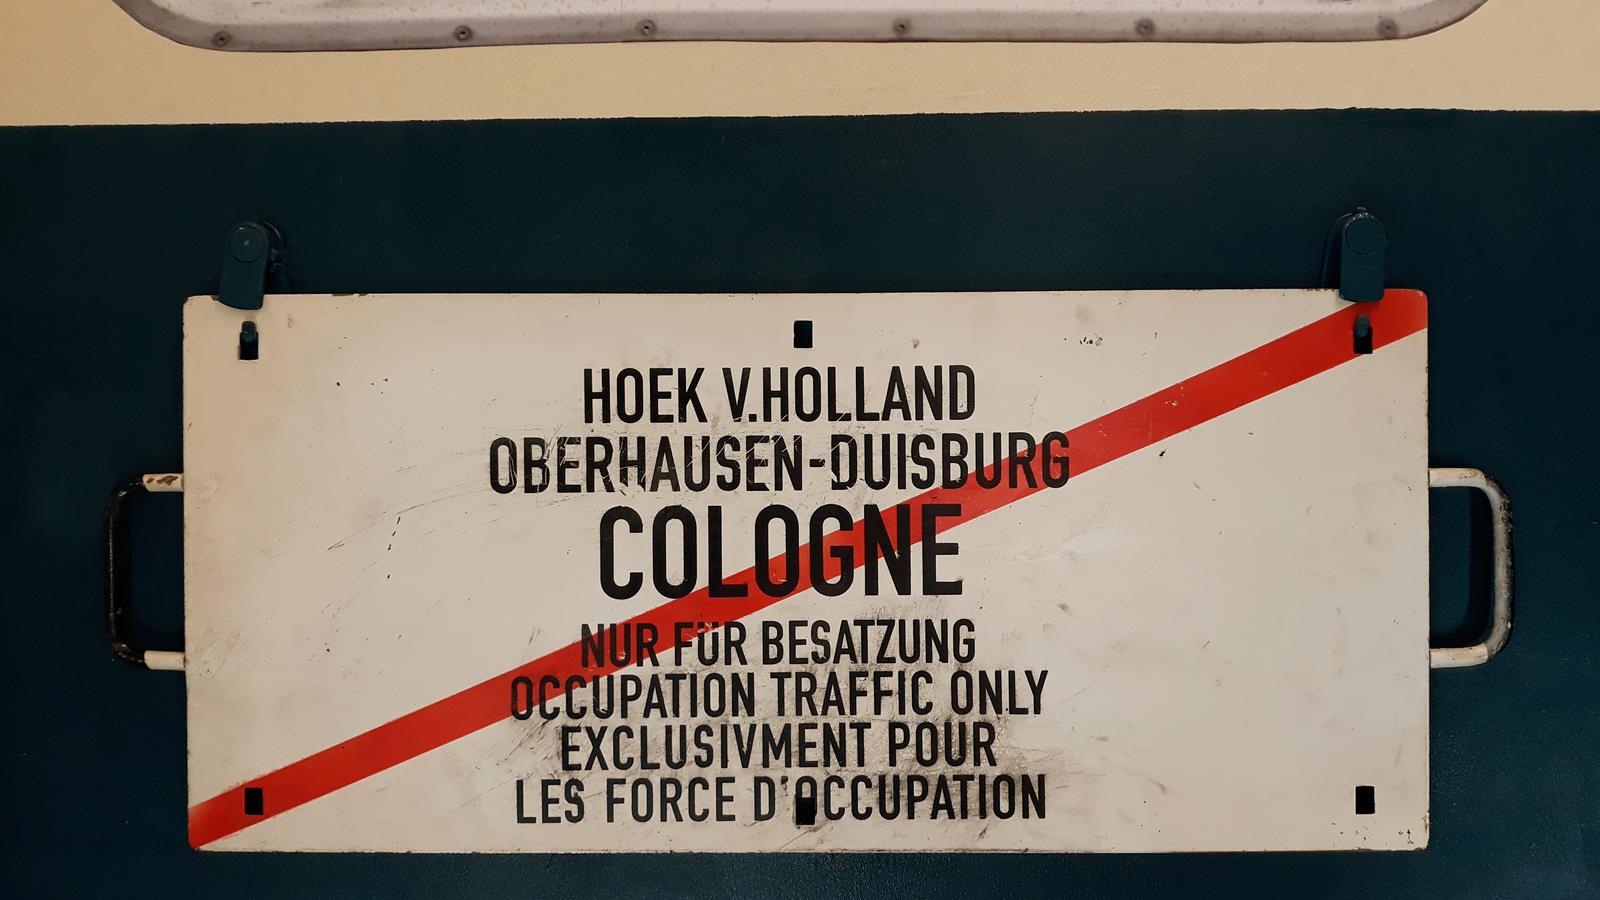 HOEK V.HOLLAND
OBERHAUSEN-DUISBURG
COLOGNE
NUR FÜR BESATZUNG
OCCUPATION TRAFFIC ONLY
EXCLUSIVMENT POUR
LES FORCE D'OCCUPATION